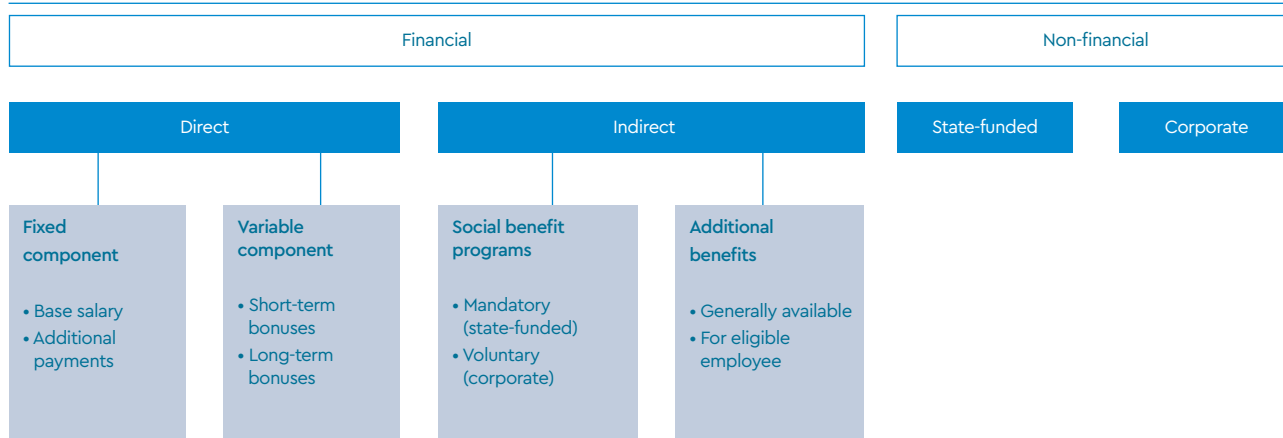 Financial
Non-financial
Direct
Indirect
State-funded
Corporate
Fixed
component
• Base salary
• Additional
payments
Variable
component
• Short-term
bonuses
• Long-term
bonuses
Social benefit
programs
• Mandatory
(state-funded)
• Voluntary
(corporate)
Additional
benefits
• Generally available
• For eligible
employee